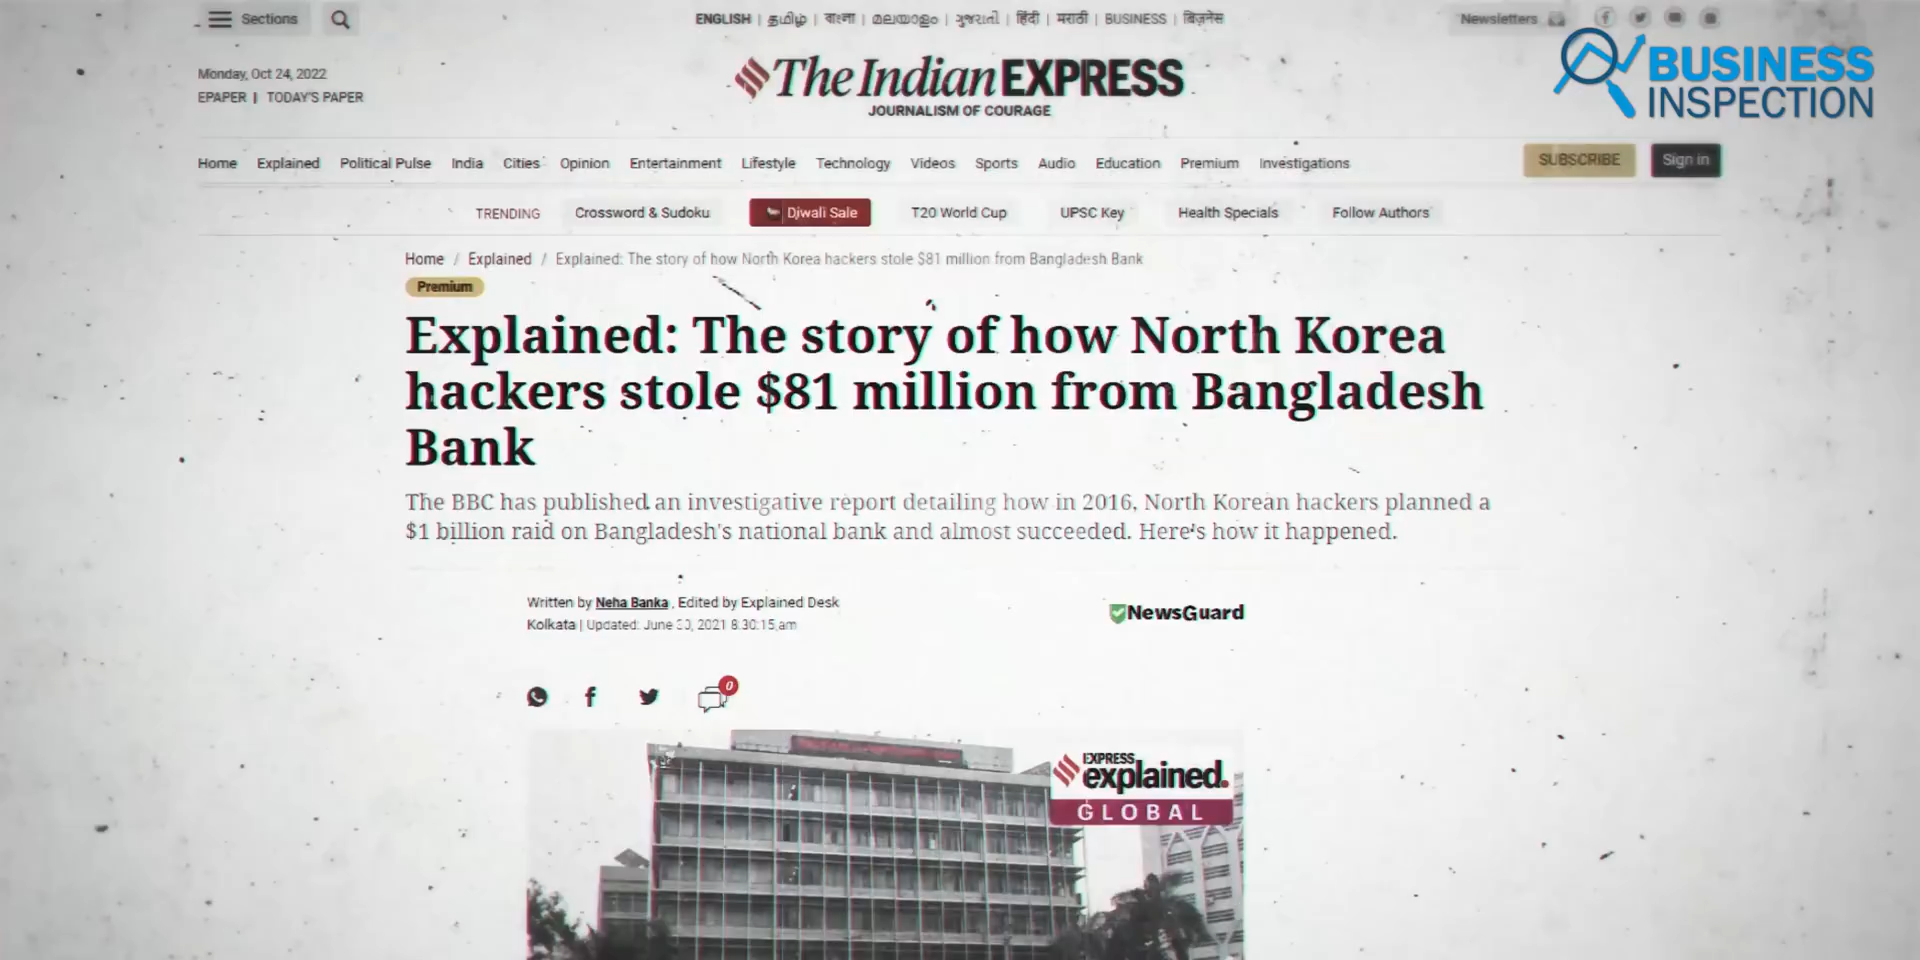 Sections
ENGLISH | தமிழ் | বাংলা | മലയാളം | ગુજરાતી | हिंदी | मराठी | BUSINESS | बिज़नेस
Newsletters
BUSINESS
INSPECTION
Monday, Oct 24, 2022
EPAPER | TODAY'S PAPER
The Indian EXPRESS
JOURNALISM OF COURAGE
Home Explained Political Pulse India Cities Opinion Entertainment Lifestyle Technology Videos Sports Audio Education Premium Investigations
SUBSCRIBE Sign in
TRENDING Crossword & Sudoku Diwali Sale T20 World Cup UPSC Key Health Specials Follow Authors
Home / Explained / Explained: The story of how North Korea hackers stole $81 million from Bangladesh Bank
Premium
Explained: The story of how North Korea
hackers stole $81 million from Bangladesh
Bank
The BBC has published an investigative report detailing how in 2016, North Korean hackers planned a
$1 billion raid on Bangladesh's national bank and almost succeeded. Here's how it happened.
Written by Neha Banka , Edited by Explained Desk
Kolkata | Updated: June 2021 8:30:15 am
NewsGuard
0
EXPRESS
explained.
GLOBAL